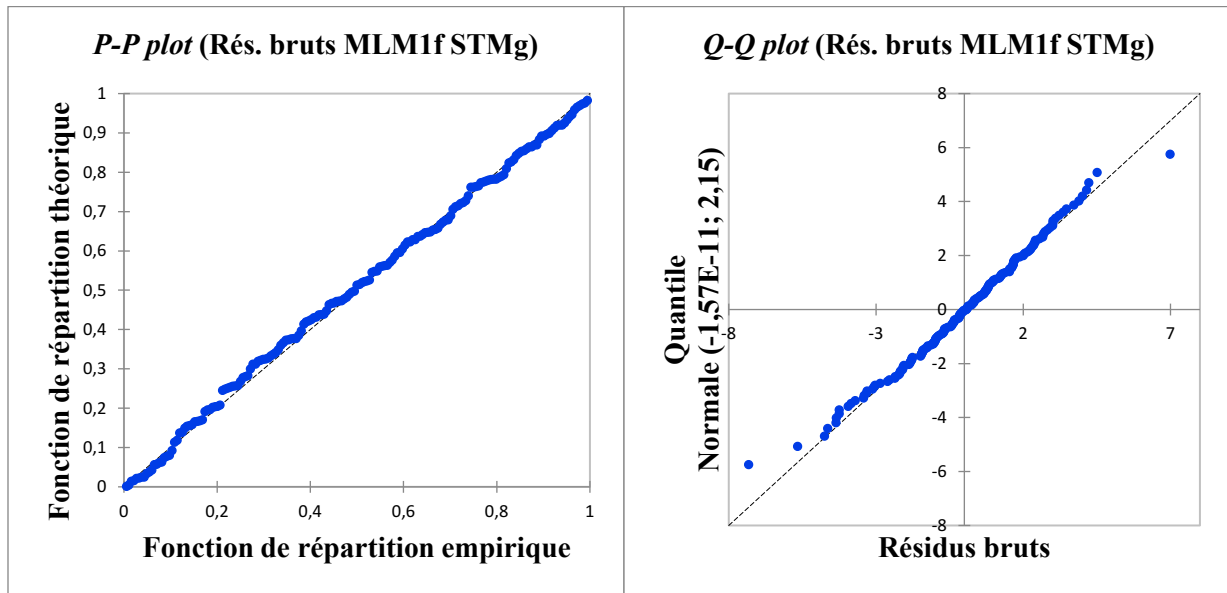 P-P plot (Rés. bruts MLM1f STMg)
Fonction de répartition théorique
1
0,9
0,8
0,7
0,6
0,5
0,4
0,3
0,2
0,1
0
0 0,2 0,4 0,6 0,8 1
Fonction de répartition empirique
Q-Q plot (Rés. bruts MLM1f STMg)
Quantile
Normale (-1,57E-11; 2,15)
8
6
4
2
0
-2
-4
-6
-8
-8 -3 2 7
Résidus bruts